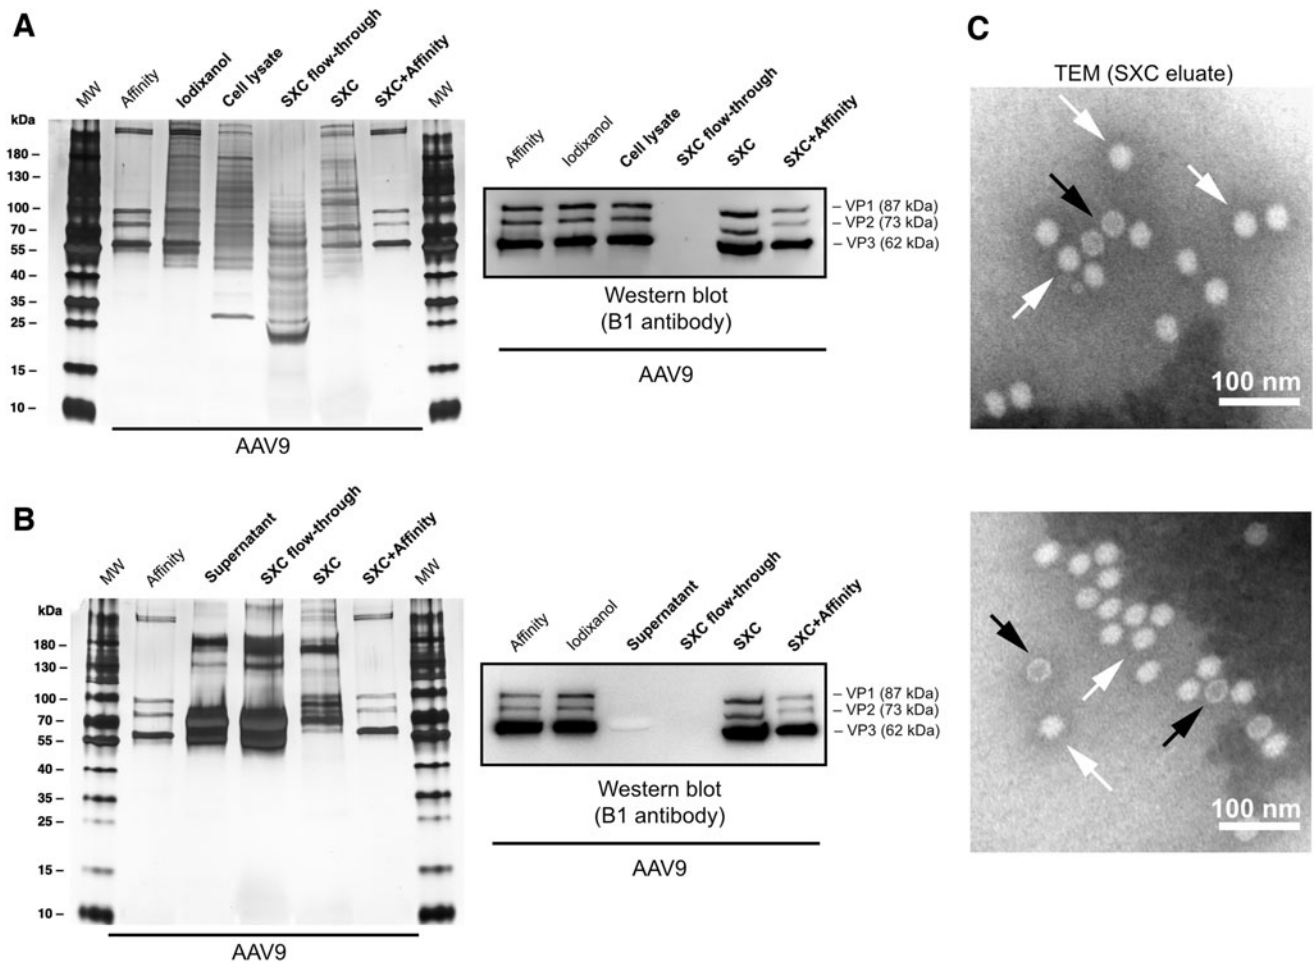 A
MW
Affinity
Iodixanol
Cell lysate
SXC flow-through
SXC
SXC+Affinity
MW
kDa
180
130
100
70
55
40
35
25
15
10
AAV9
Affinity
Iodixanol
Cell lysate
SXC flow-through
SXC
SXC+Affinity
VP1 (87 kDa)
VP2 (73 kDa)
VP3 (62 kDa)
Western blot
(B1 antibody)
AAV9
B
MW
Affinity
Supernatant
SXC flow-through
SXC
SXC+Affinity
MW
kDa
180
130
100
70
55
40
35
25
15
10
AAV9
Affinity
Iodixanol
Supernatant
SXC flow-through
SXC
SXC+Affinity
VP1 (87 kDa)
VP2 (73 kDa)
VP3 (62 kDa)
Western blot
(B1 antibody)
AAV9
C
TEM (SXC eluate)
100 nm
100 nm